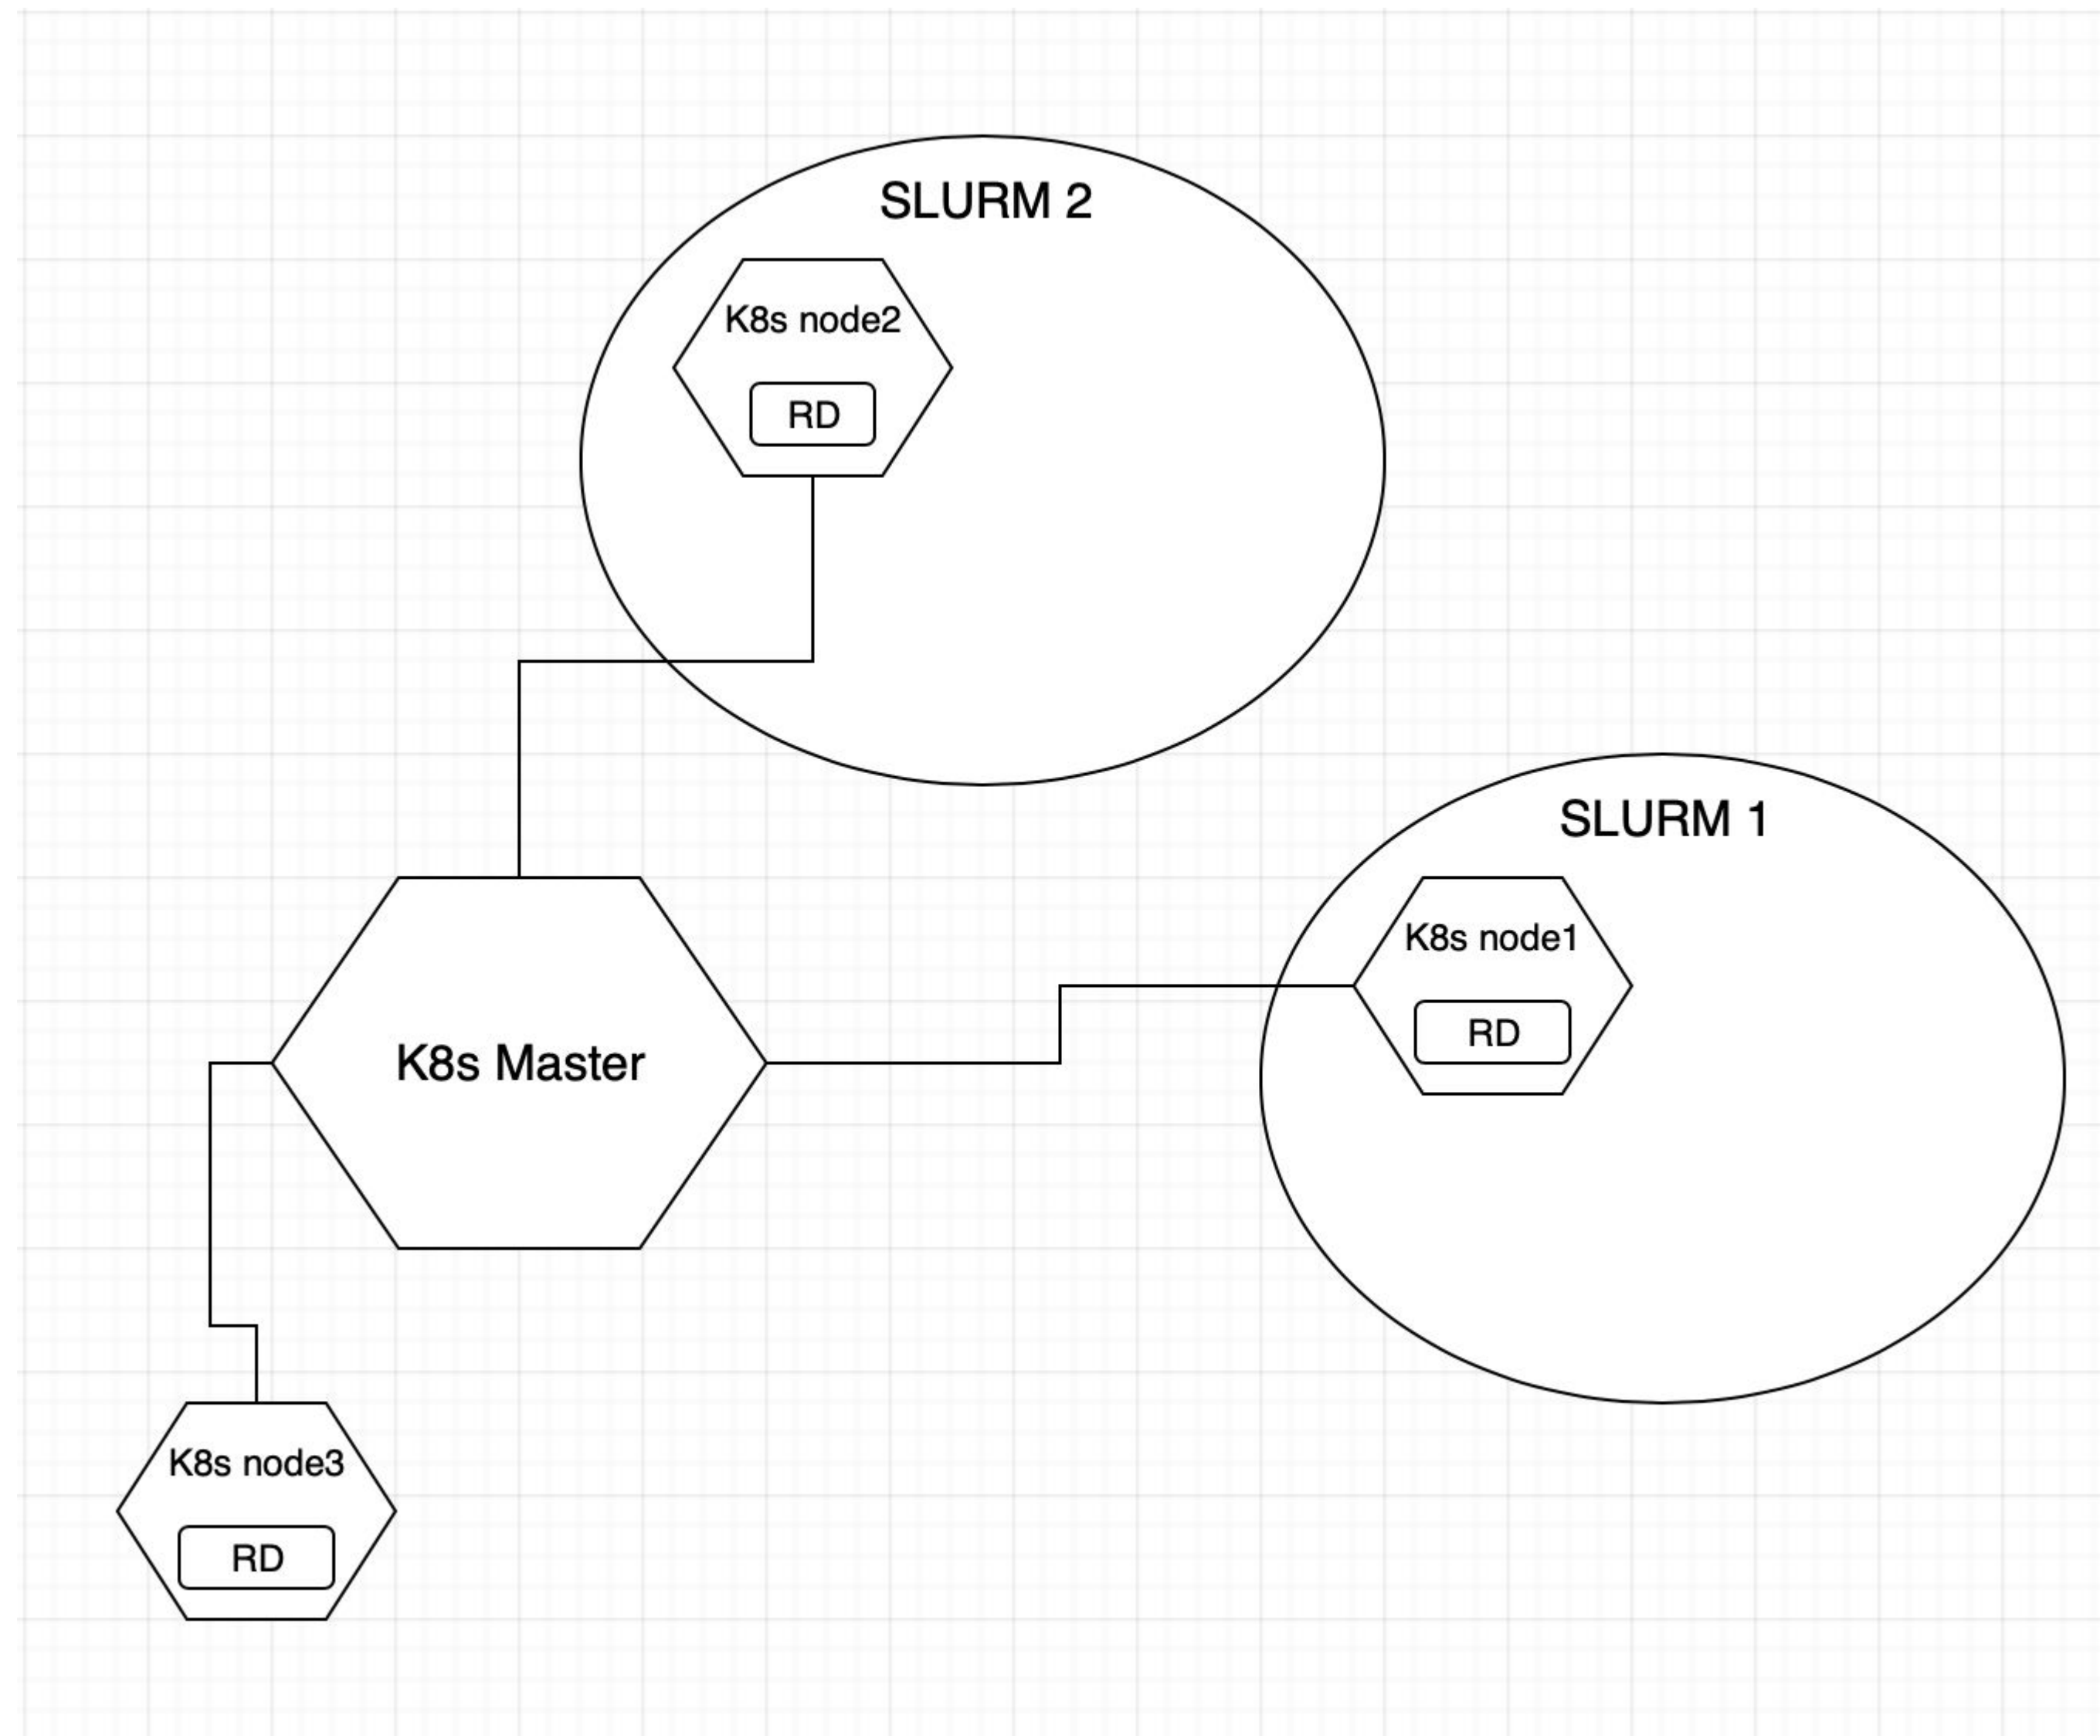 SLURM 2
K8s node2
RD
SLURM 1
K8s node1
RD
K8s Master
K8s node3
RD